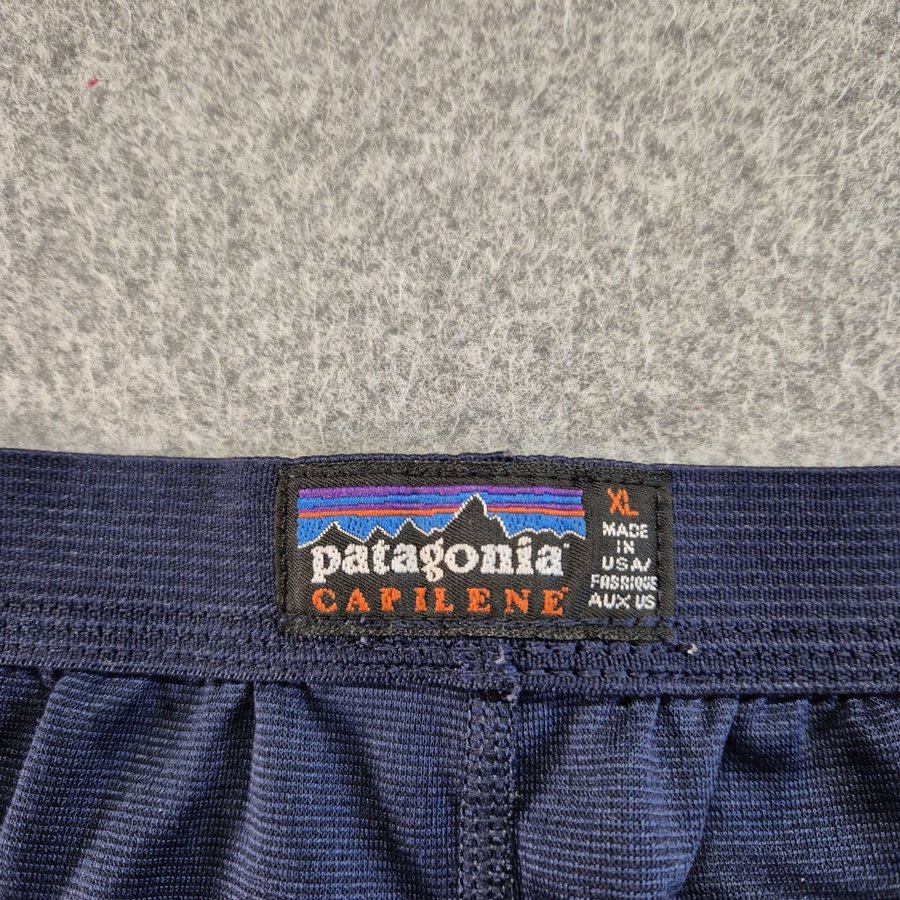 patagonia
CAPILENE
XL
MADE
IN
USA/
FABRIQUE
AUX US